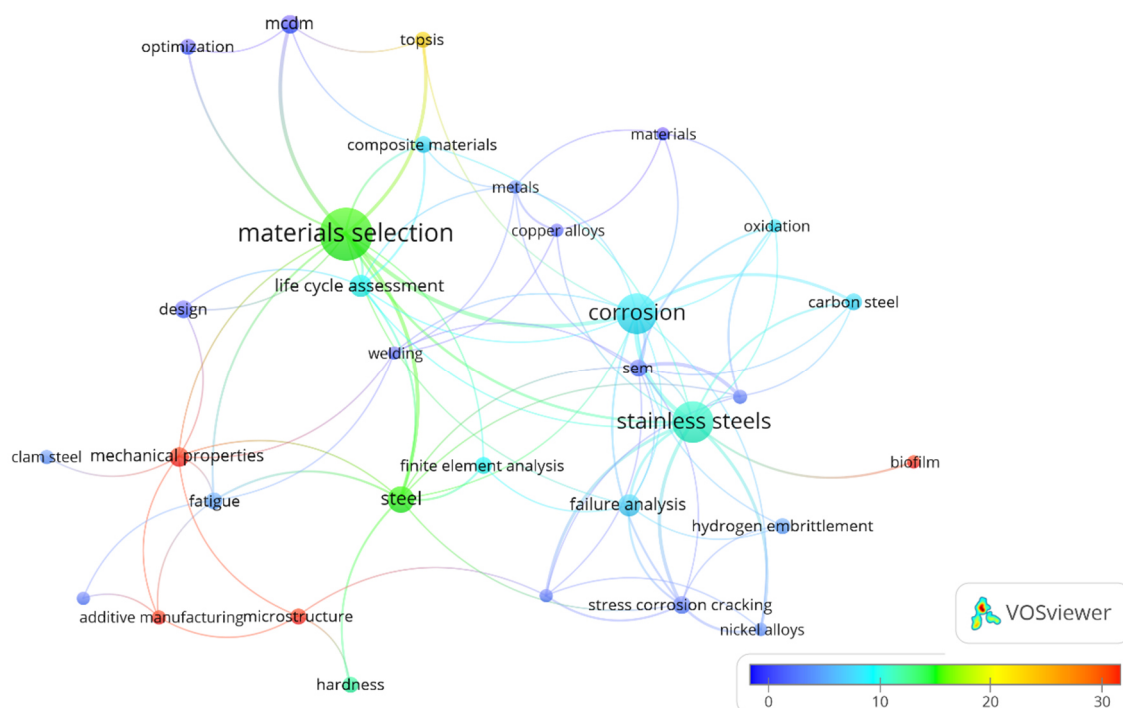 mcdm
optimization
topsis
materials
composite materials
metals
copper alloys
oxidation
materials selection
life cycle assessment
carbon steel
design
corrosion
welding
sem
stainless steels
clam steel
mechanical properties
finite element analysis
biofilm
fatigue
steel
failure analysis
hydrogen embrittlement
stress corrosion cracking
additive manufacturing
microstructure
nickel alloys
hardness
VOSviewer
0 10 20 30